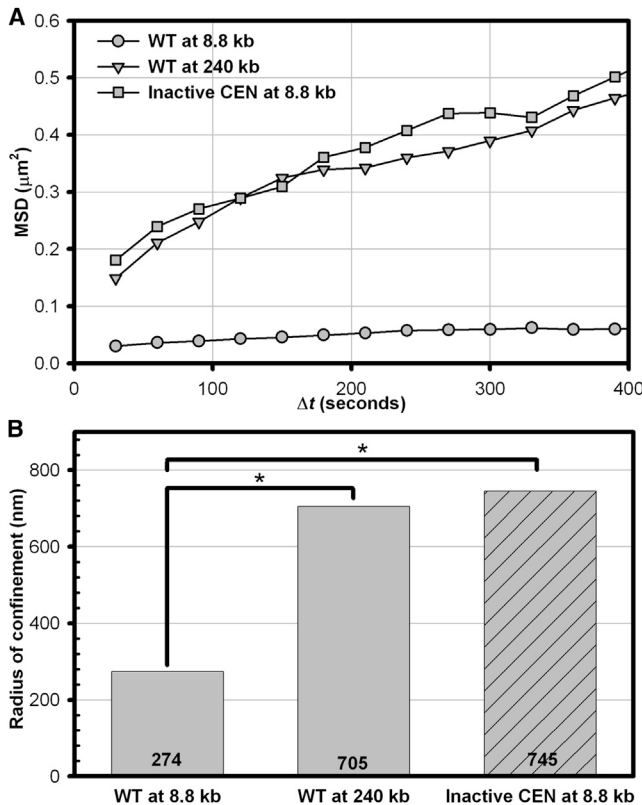 A
0.6
WT at 8.8 kb
WT at 240 kb
0.5
Inactive CEN at 8.8 kb
0.4
MSD (μm²)
0.3
0.2
0.1
0.0
0 100 200 300 400
Δt (seconds)
B
800
*
*
600
Radius of confinement (nm)
400
200
274 705 745
0
WT at 8.8 kb WT at 240 kb Inactive CEN at 8.8 kb